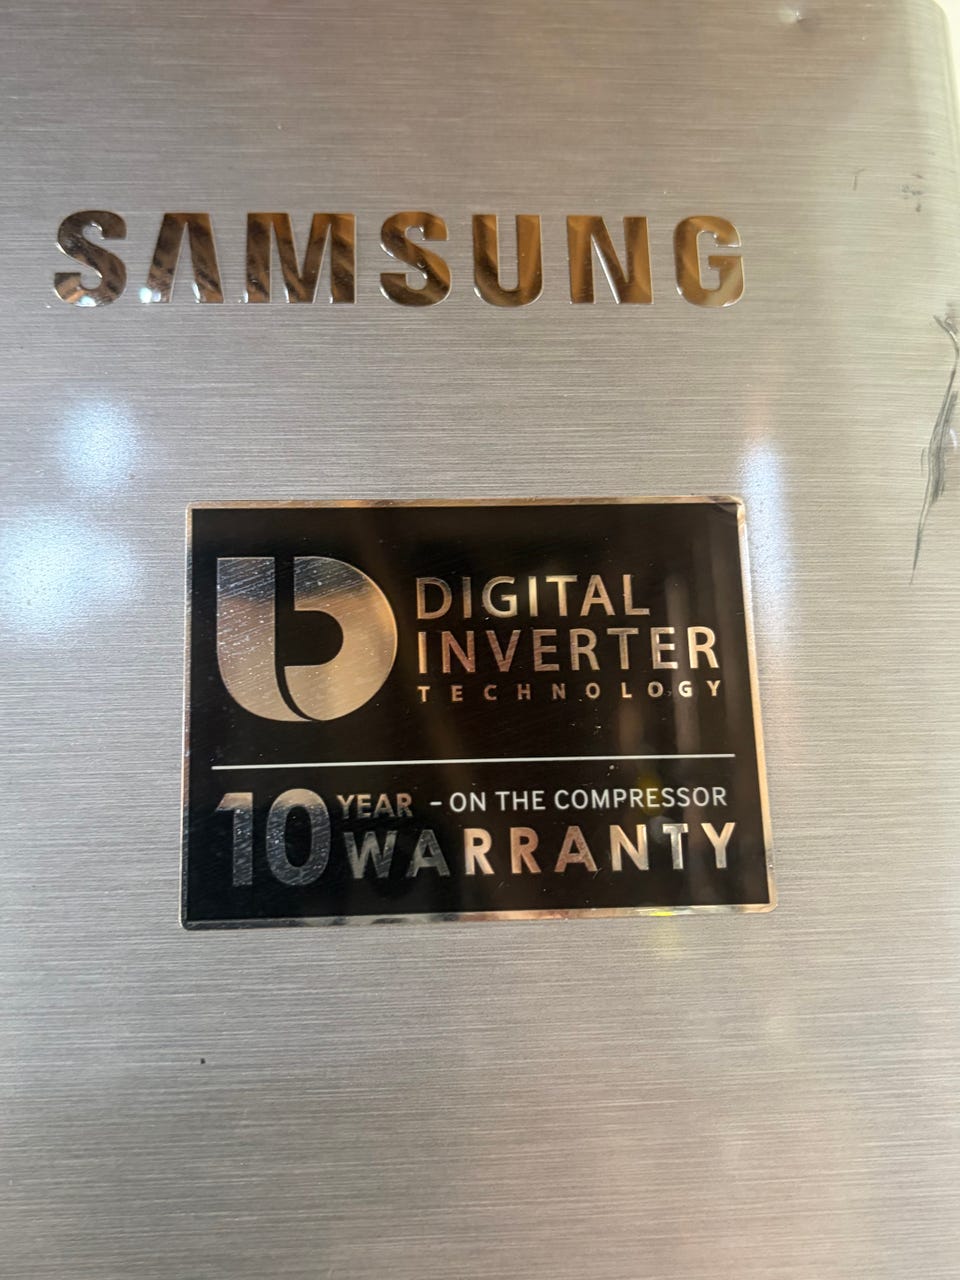 SAMSUNG
DIGITAL
INVERTER
TECHNOLOGY
10 YEAR – ON THE COMPRESSOR
WARRANTY